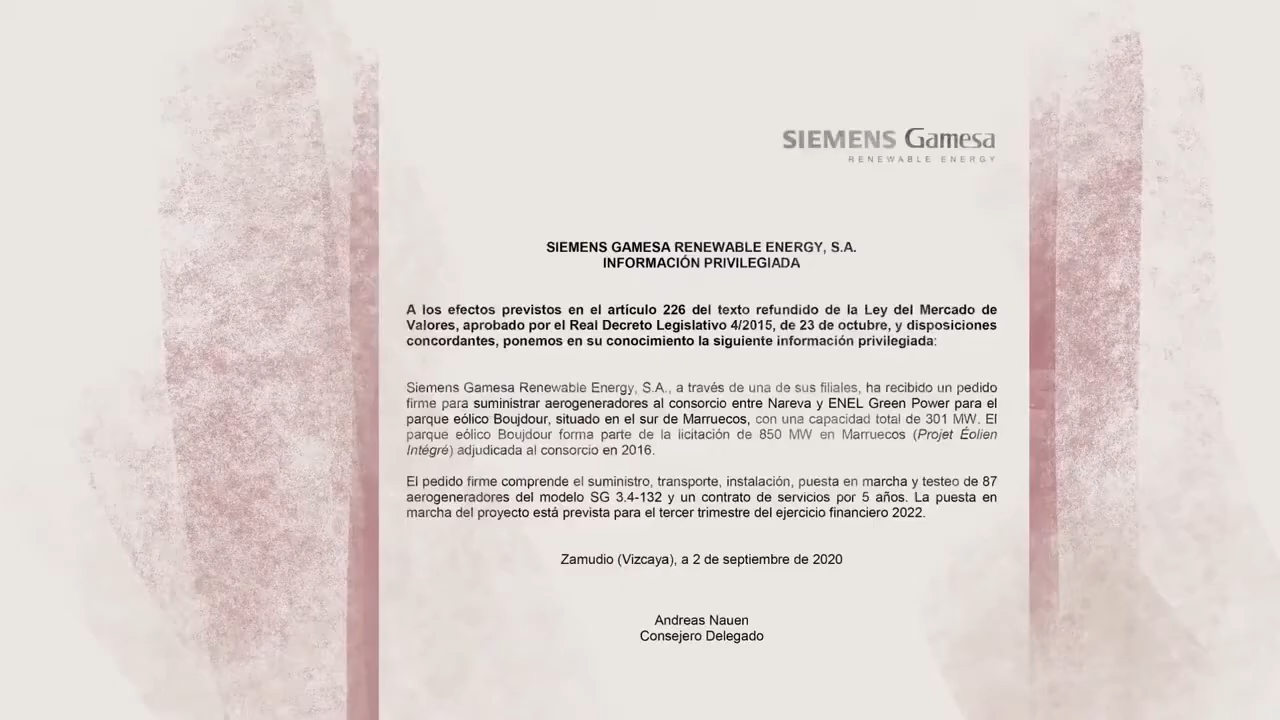 SIEMENS Gamesa
RENEWABLE ENERGY
SIEMENS GAMESA RENEWABLE ENERGY, S.A.
INFORMACIÓN PRIVILEGIADA
A los efectos previstos en el artículo 226 del texto refundido de la Ley del Mercado de
Valores, aprobado por el Real Decreto Legislativo 4/2015, de 23 de octubre, y disposiciones
concordantes, ponemos en su conocimiento la siguiente información privilegiada:
Siemens Gamesa Renewable Energy, S.A., a través de una de sus filiales, ha recibido un pedido
firme para suministrar aerogeneradores al consorcio entre Nareva y ENEL Green Power para el
parque eólico Boujdour, situado en el sur de Marruecos, con una capacidad total de 301 MW. El
parque eólico Boujdour forma parte de la licitación de 850 MW en Marruecos (Projet Éolien
Intégré) adjudicada al consorcio en 2016.
El pedido firme comprende el suministro, transporte, instalación, puesta en marcha y testeo de 87
aerogeneradores del modelo SG 3.4-132 y un contrato de servicios por 5 años. La puesta en
marcha del proyecto está prevista para el tercer trimestre del ejercicio financiero 2022.
Zamudio (Vizcaya), a 2 de septiembre de 2020
Andreas Nauen
Consejero Delegado